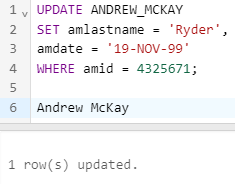 1 UPDATE ANDREW_MCKAY
2 SET amlastname = 'Ryder',
3 amdate = '19-NOV-99'
4 WHERE amid = 4325671;
5
6 Andrew McKay
1 row(s) updated.